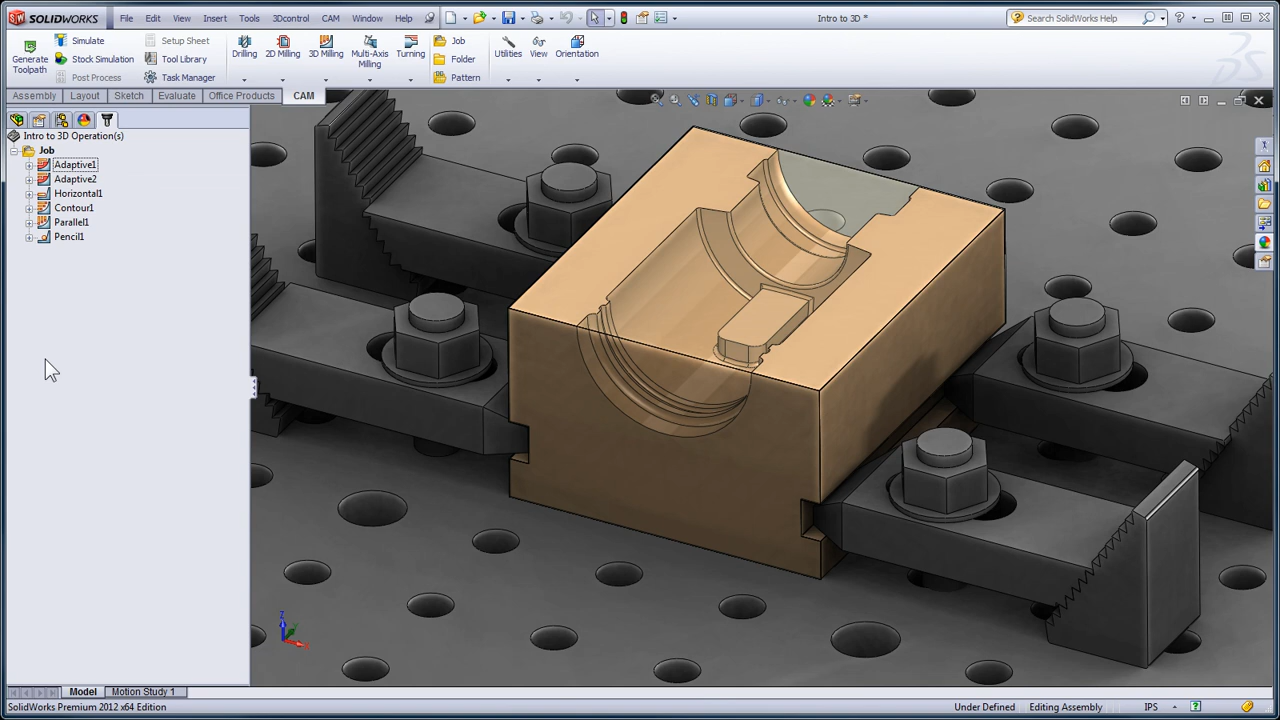 SOLIDWORKS File Edit View Insert Tools 3Dcontrol CAM Window Help Intro to 3D * Search SolidWorks Help
Generate Toolpath
Simulate
Stock Simulation
Post Process
Setup Sheet
Tool Library
Task Manager
Drilling 2D Milling 3D Milling Multi-Axis Milling Turning
Job
Folder
Pattern
Utilities View Orientation
Assembly Layout Sketch Evaluate Office Products CAM
Intro to 3D Operation(s)
Job
Adaptive1
Adaptive2
Horizontal1
Contour1
Parallel1
Pencil1
Z
Model Motion Study 1
SolidWorks Premium 2012 x64 Edition Under Defined Editing Assembly IPS